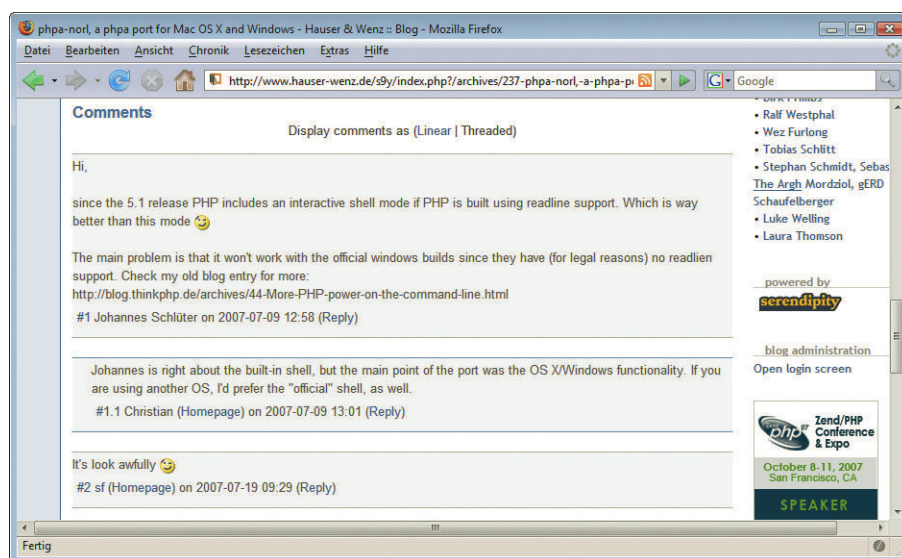 phpa-norl, a phpa port for Mac OS X and Windows - Hauser & Wenz :: Blog - Mozilla Firefox
Datei Bearbeiten Ansicht Chronik Lesezeichen Extras Hilfe
http://www.hauser-wenz.de/s9y/index.php?/archives/237-phpa-norl,-a-phpa-p
G Google
Comments
Display comments as (Linear | Threaded)
Hi,
since the 5.1 release PHP includes an interactive shell mode if PHP is built using readline support. Which is way
better than this mode
The main problem is that it won't work with the official windows builds since they have (for legal reasons) no readlien
support. Check my old blog entry for more:
http://blog.thinkphp.de/archives/44-More-PHP-power-on-the-command-line.html
#1 Johannes Schlüter on 2007-07-09 12:58 (Reply)
Johannes is right about the built-in shell, but the main point of the port was the OS X/Windows functionality. If you
are using another OS, I'd prefer the "official" shell, as well.
#1.1 Christian (Homepage) on 2007-07-09 13:01 (Reply)
It's look awfully
#2 sf (Homepage) on 2007-07-19 09:29 (Reply)
• Ralf Westphal
• Wez Furlong
• Tobias Schlitt
• Stephan Schmidt, Sebas
The Argh Mordziol, gERD
Schaufelberger
• Luke Welling
• Laura Thomson
powered by
serendipity
blog administration
Open login screen
php
Zend/PHP
Conference
& Expo
October 8-11, 2007
San Francisco, CA
SPEAKER
Fertig